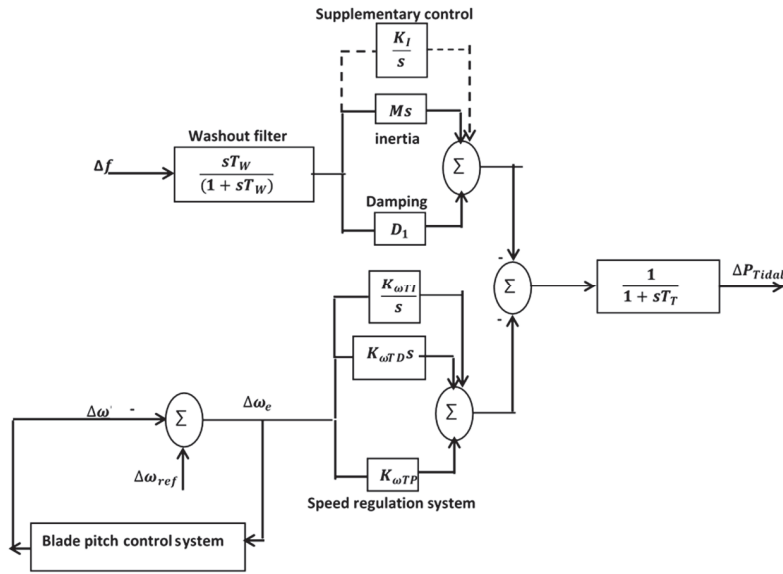 Supplementary control
K_I
s
Ms
inertia
Washout filter
Δf
sT_W
(1 + sT_W)
Σ
Damping
D_1
-
Σ
1
1 + sT_T
ΔP_Tidal
-
K_ωTI
s
K_ωTD s
Σ
Δω'
-
Σ
Δω_e
Δω_ref
K_ωTP
Speed regulation system
Blade pitch control system